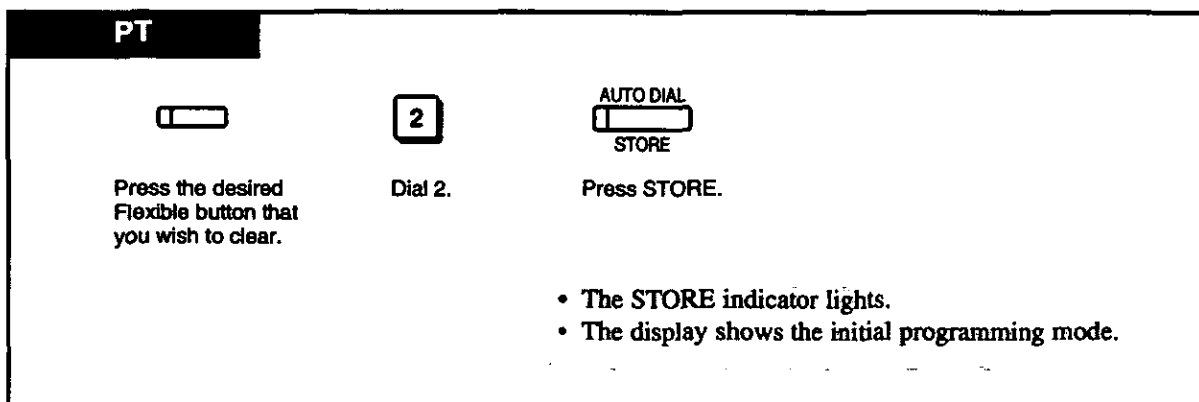 PT
2
AUTO DIAL
STORE
Press the desired
Flexible button that
you wish to clear.
Dial 2.
Press STORE.
• The STORE indicator lights.
• The display shows the initial programming mode.